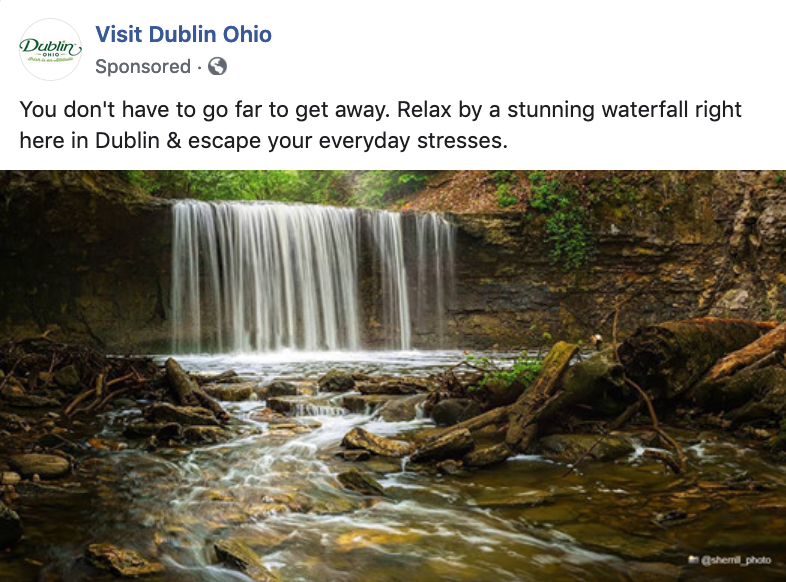 Dublin
OHIO
Visit Dublin Ohio
Sponsored ·
You don't have to go far to get away. Relax by a stunning waterfall right
here in Dublin & escape your everyday stresses.
@sherril_photo